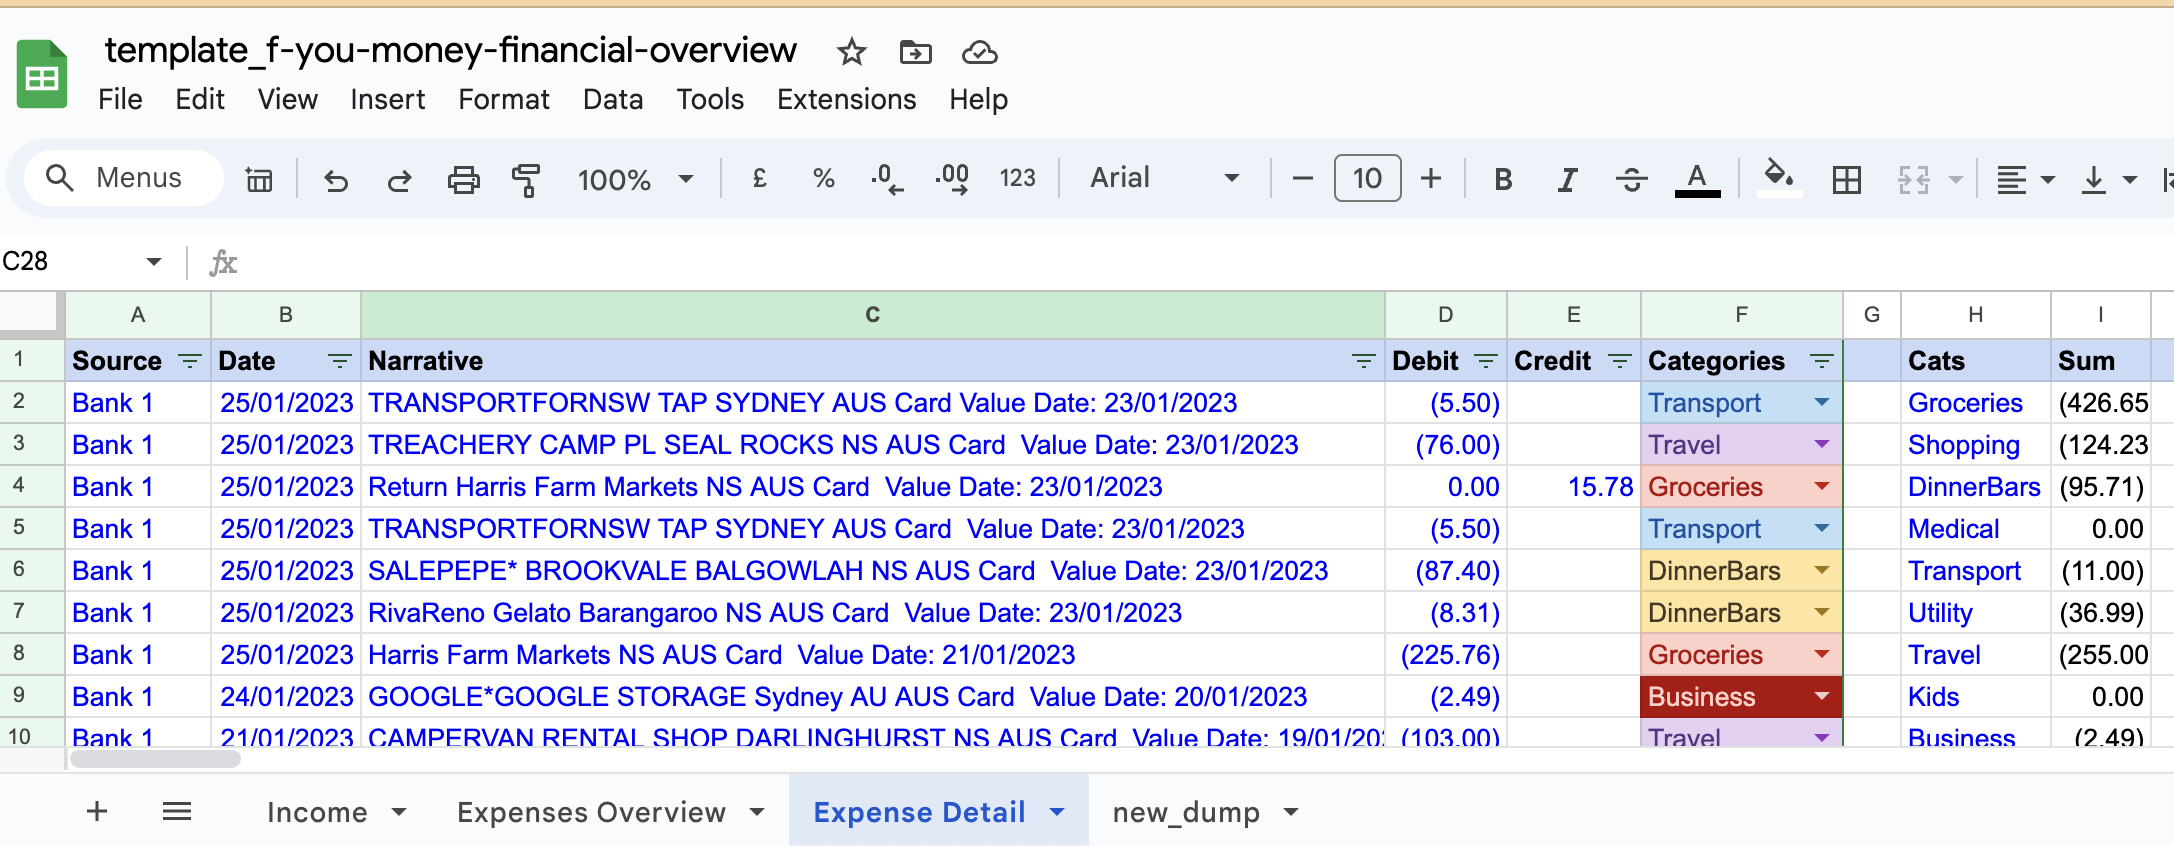 template_f-you-money-financial-overview
File Edit View Insert Format Data Tools Extensions Help
Menus 100% £ % .0 .00 123 Arial 10 B I S A
C28 fx
A B C D E F G H I
1 Source Date Narrative Debit Credit Categories Cats Sum
2 Bank 1 25/01/2023 TRANSPORTFORNSW TAP SYDNEY AUS Card Value Date: 23/01/2023 (5.50) Transport Groceries (426.65
3 Bank 1 25/01/2023 TREACHERY CAMP PL SEAL ROCKS NS AUS Card Value Date: 23/01/2023 (76.00) Travel Shopping (124.23
4 Bank 1 25/01/2023 Return Harris Farm Markets NS AUS Card Value Date: 23/01/2023 0.00 15.78 Groceries DinnerBars (95.71)
5 Bank 1 25/01/2023 TRANSPORTFORNSW TAP SYDNEY AUS Card Value Date: 23/01/2023 (5.50) Transport Medical 0.00
6 Bank 1 25/01/2023 SALEPEPE* BROOKVALE BALGOWLAH NS AUS Card Value Date: 23/01/2023 (87.40) DinnerBars Transport (11.00)
7 Bank 1 25/01/2023 RivaReno Gelato Barangaroo NS AUS Card Value Date: 23/01/2023 (8.31) DinnerBars Utility (36.99)
8 Bank 1 25/01/2023 Harris Farm Markets NS AUS Card Value Date: 21/01/2023 (225.76) Groceries Travel (255.00
9 Bank 1 24/01/2023 GOOGLE*GOOGLE STORAGE Sydney AU AUS Card Value Date: 20/01/2023 (2.49) Business Kids 0.00
10 Bank 1 21/01/2023 CAMPERVAN RENTAL SHOP DARLINGHURST NS AUS Card Value Date: 19/01/202 (103.00) Travel Business (2.49)
Income Expenses Overview Expense Detail new_dump